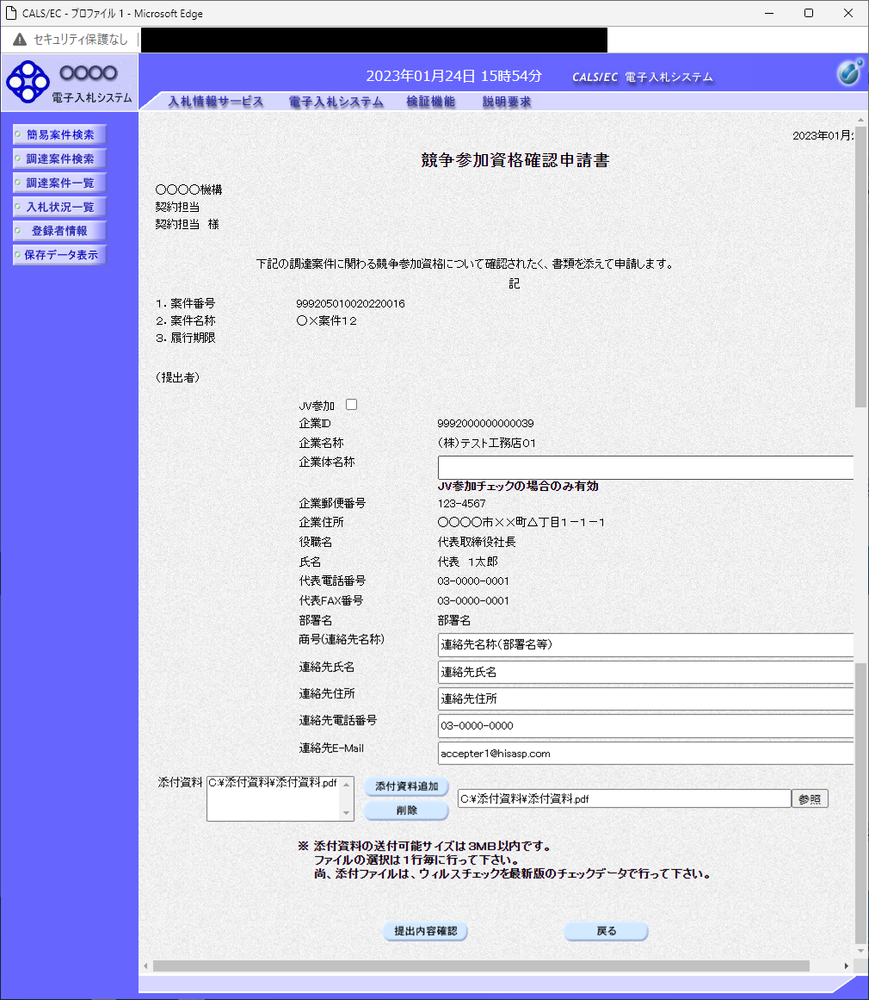 CALS/EC - プロファイル 1 - Microsoft Edge
セキュリティ保護なし
〇〇〇〇
電子入札システム
2023年01月24日 15時54分
CALS/EC 電子入札システム
入札情報サービス 電子入札システム 検証機能 説明要求
簡易案件検索
調達案件検索
調達案件一覧
入札状況一覧
登録者情報
保存データ表示
2023年01月
競争参加資格確認申請書
〇〇〇〇機構
契約担当
契約担当 様
下記の調達案件に関わる競争参加資格について確認されたく、書類を添えて申請します。
記
1. 案件番号 999205010020220016
2. 案件名称 〇×案件12
3. 履行期限
(提出者)
JV参加
企業ID 9992000000000039
企業名称 (株)テスト工務店01
企業体名称
JV参加チェックの場合のみ有効
企業郵便番号 123-4567
企業住所 〇〇〇〇市××町△丁目1-1-1
役職名 代表取締役社長
氏名 代表 1太郎
代表電話番号 03-0000-0001
代表FAX番号 03-0000-0001
部署名 部署名
商号(連絡先名称) 連絡先名称(部署名等)
連絡先氏名 連絡先氏名
連絡先住所 連絡先住所
連絡先電話番号 03-0000-0000
連絡先E-Mail accepter1@hisasp.com
添付資料 C:¥添付資料¥添付資料.pdf 添付資料追加
削除 C:¥添付資料¥添付資料.pdf 参照
※ 添付資料の送付可能サイズは3MB以内です。
ファイルの選択は1行毎に行って下さい。
尚、添付ファイルは、ウィルスチェックを最新版のチェックデータで行って下さい。
提出内容確認 戻る